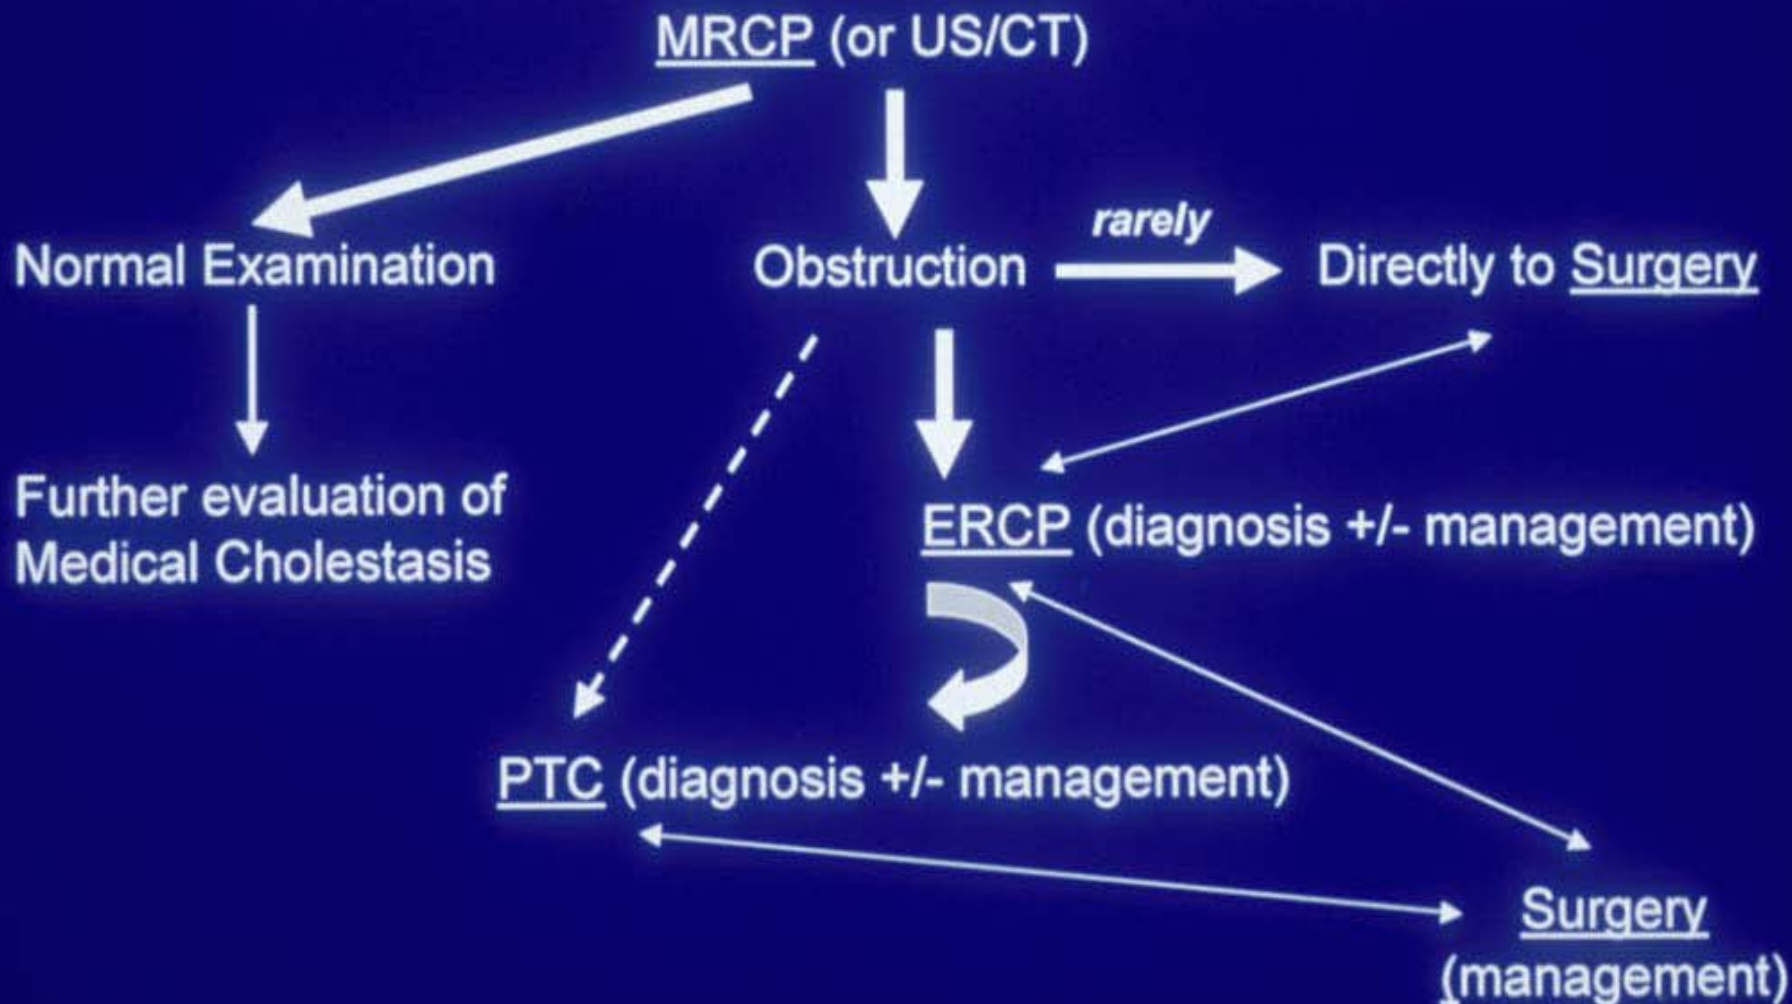 MRCP (or US/CT)
rarely
Normal Examination
Obstruction
Directly to Surgery
Further evaluation of
Medical Cholestasis
ERCP (diagnosis +/- management)
PTC (diagnosis +/- management)
Surgery
(management)